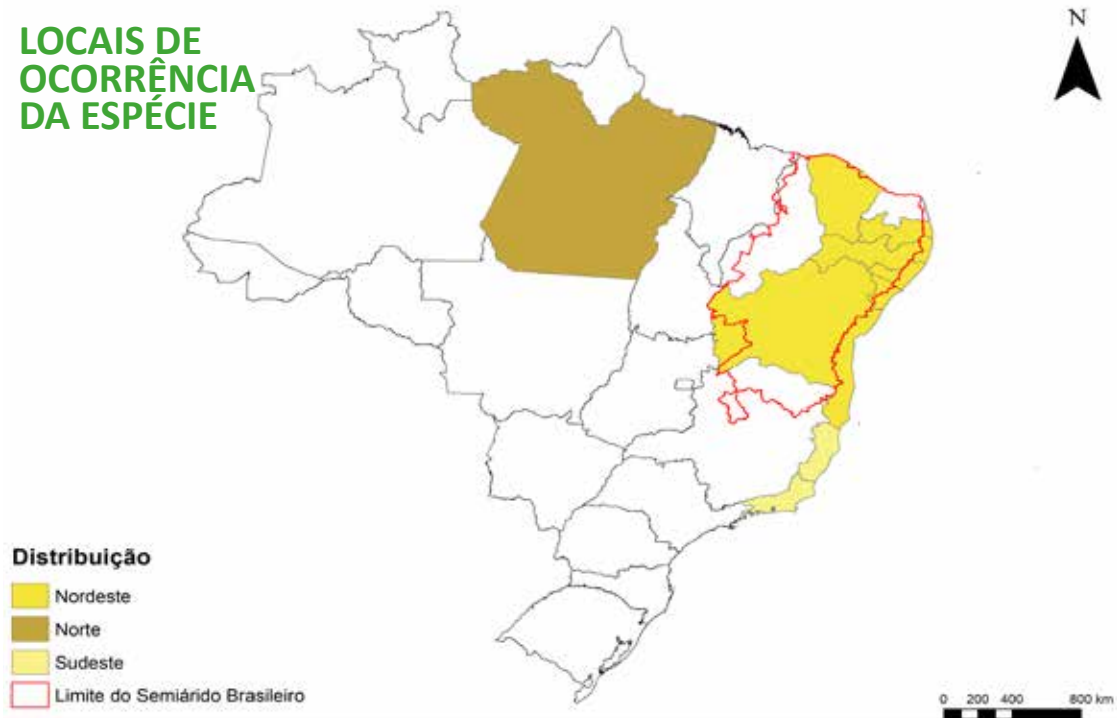 LOCAIS DE
OCORRÊNCIA
DA ESPÉCIE
N
Distribuição
Nordeste
Norte
Sudeste
Limite do Semiárido Brasileiro
0 200 400 800 km